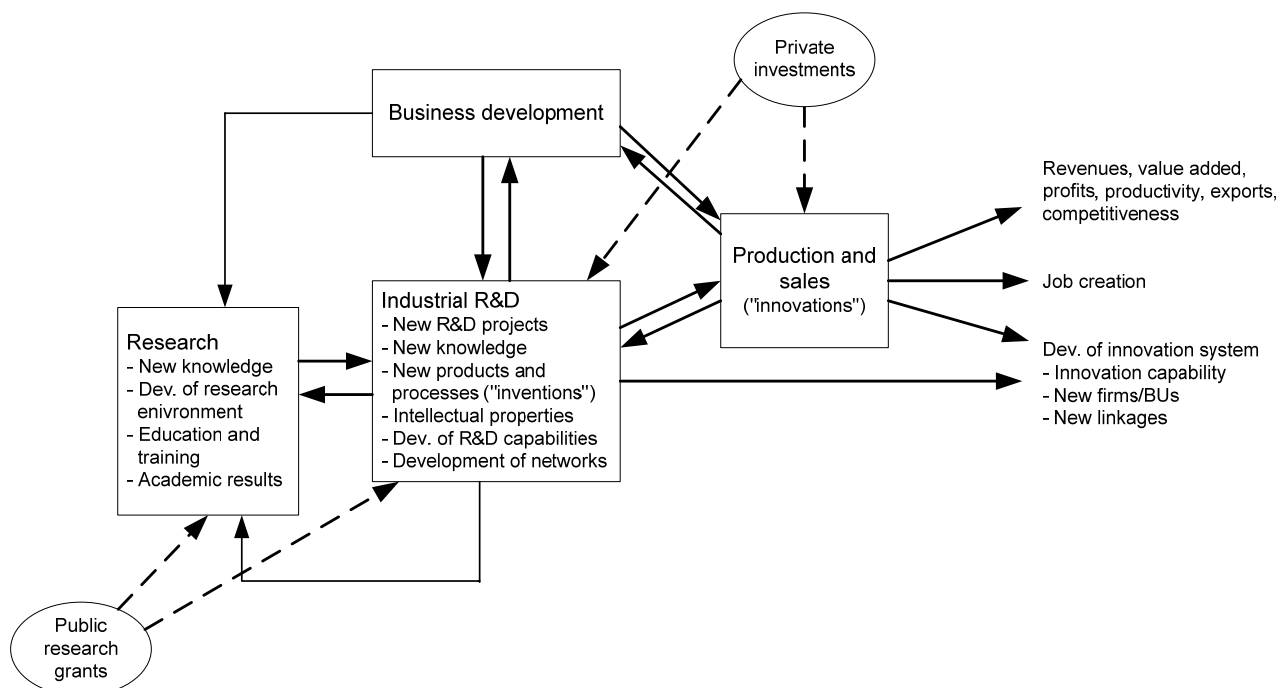 Private
investments
Business development
Revenues, value added,
profits, productivity, exports,
competitiveness
Production and
sales
("innovations")
Job creation
Industrial R&D
- New R&D projects
- New knowledge
- New products and
processes ("inventions")
- Intellectual properties
- Dev. of R&D capabilities
- Development of networks
Research
- New knowledge
- Dev. of research
enivronment
- Education and
training
- Academic results
Dev. of innovation system
- Innovation capability
- New firms/BUs
- New linkages
Public
research
grants